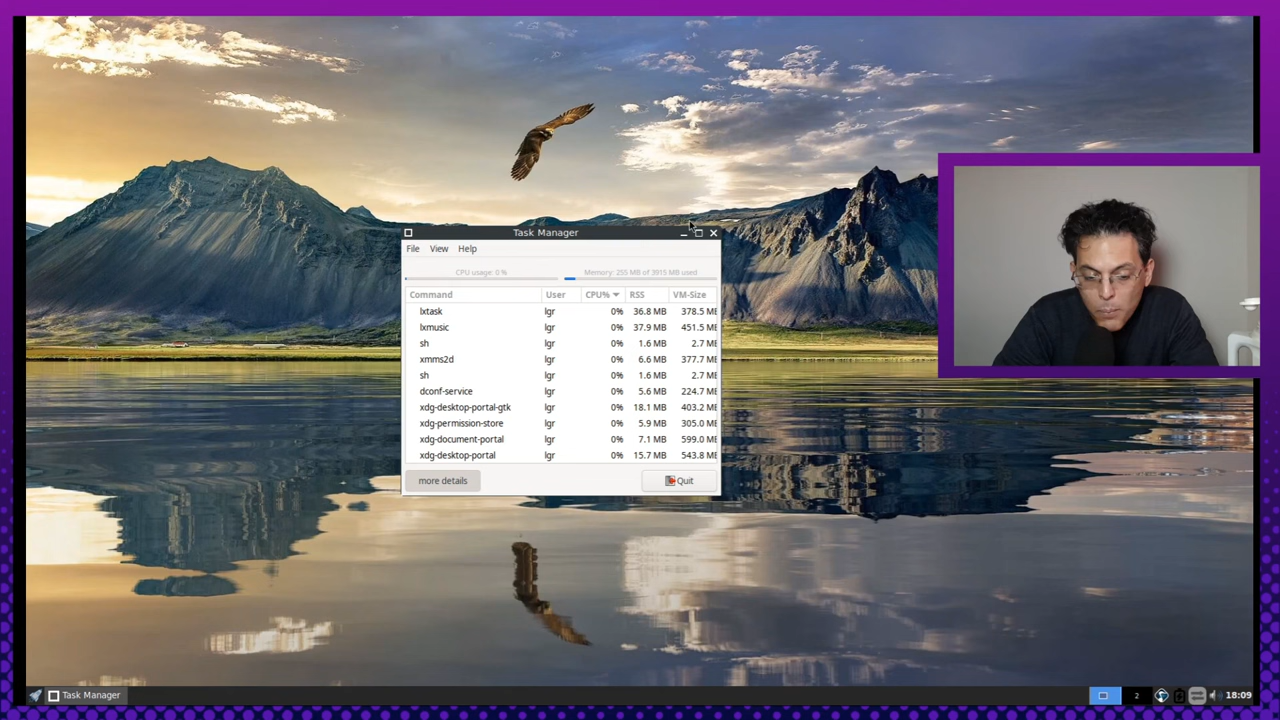 Task Manager
File View Help
CPU usage: 0 % Memory: 255 MB of 3915 MB used
Command User CPU% RSS VM-Size
lxtask lgr 0% 36.8 MB 378.5 MB
lxmusic lgr 0% 37.9 MB 451.5 MB
sh lgr 0% 1.6 MB 2.7 MB
xmms2d lgr 0% 6.6 MB 377.7 MB
sh lgr 0% 1.6 MB 2.7 MB
dconf-service lgr 0% 5.6 MB 224.7 MB
xdg-desktop-portal-gtk lgr 0% 18.1 MB 403.2 MB
xdg-permission-store lgr 0% 5.9 MB 305.0 MB
xdg-document-portal lgr 0% 7.1 MB 599.0 MB
xdg-desktop-portal lgr 0% 15.7 MB 543.8 MB
more details Quit
Task Manager 2 18:09